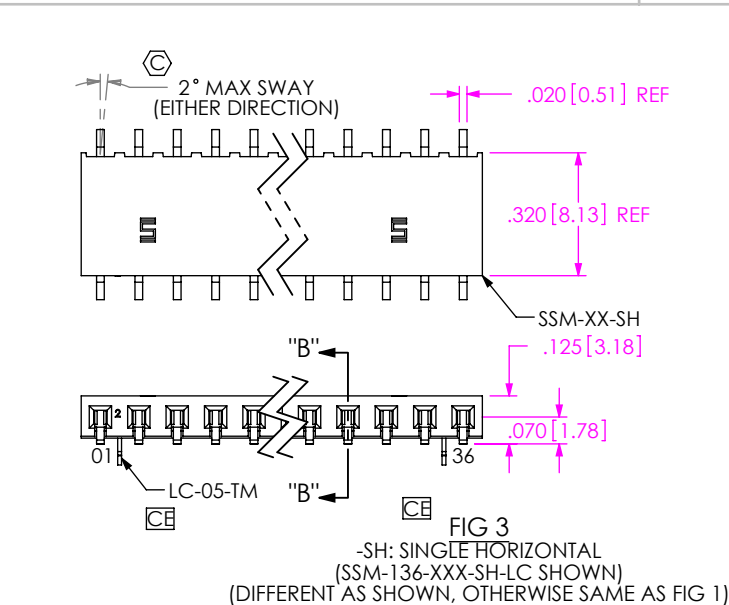 C
2° MAX SWAY
(EITHER DIRECTION)
.020[0.51] REF
.320[8.13] REF
SSM-XX-SH
"B"
.125[3.18]
2
.070[1.78]
01
36
LC-05-TM
"B"
CE
CE
FIG 3
-SH: SINGLE HORIZONTAL
(SSM-136-XXX-SH-LC SHOWN)
(DIFFERENT AS SHOWN, OTHERWISE SAME AS FIG 1)